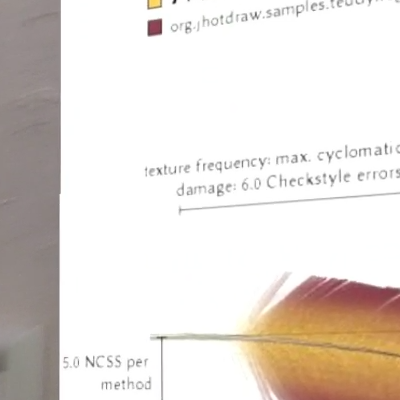 org.jhotdraw.samples.teddy
texture frequency: max. cyclomatic
damage: 6.0 Checkstyle errors
5.0 NCSS per
method